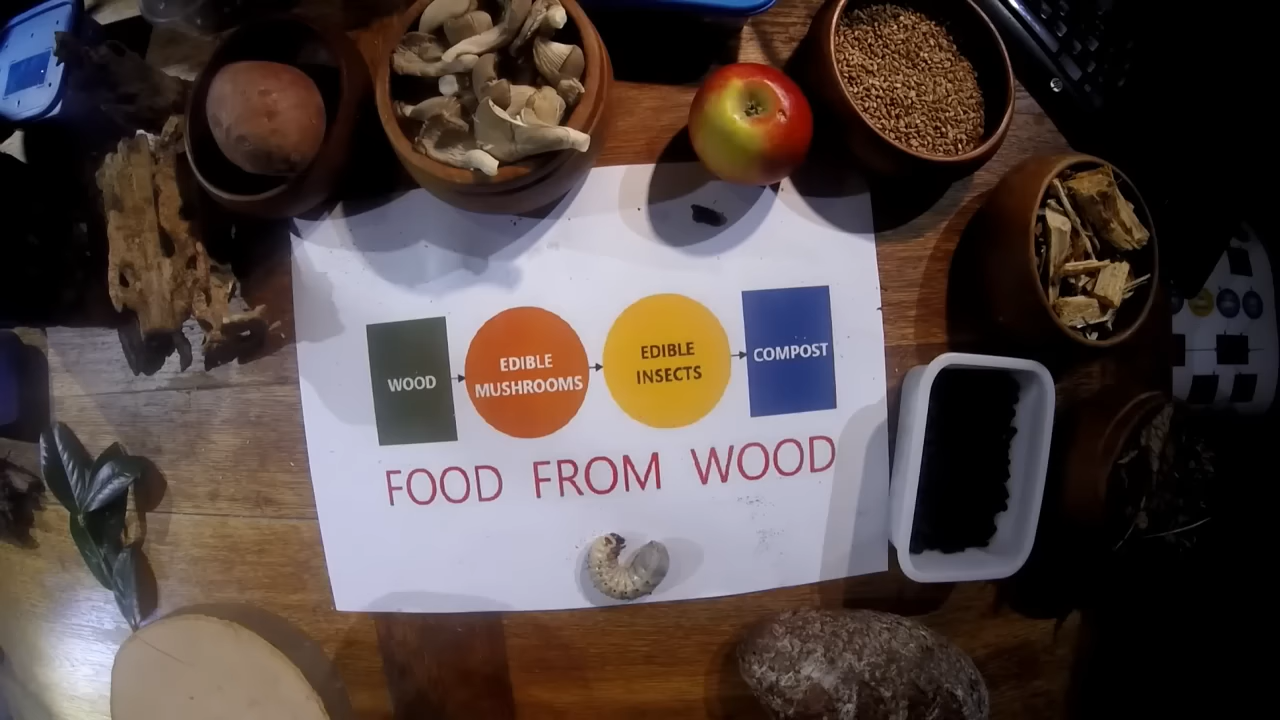 WOOD
EDIBLE
MUSHROOMS
EDIBLE
INSECTS
COMPOST
FOOD FROM WOOD